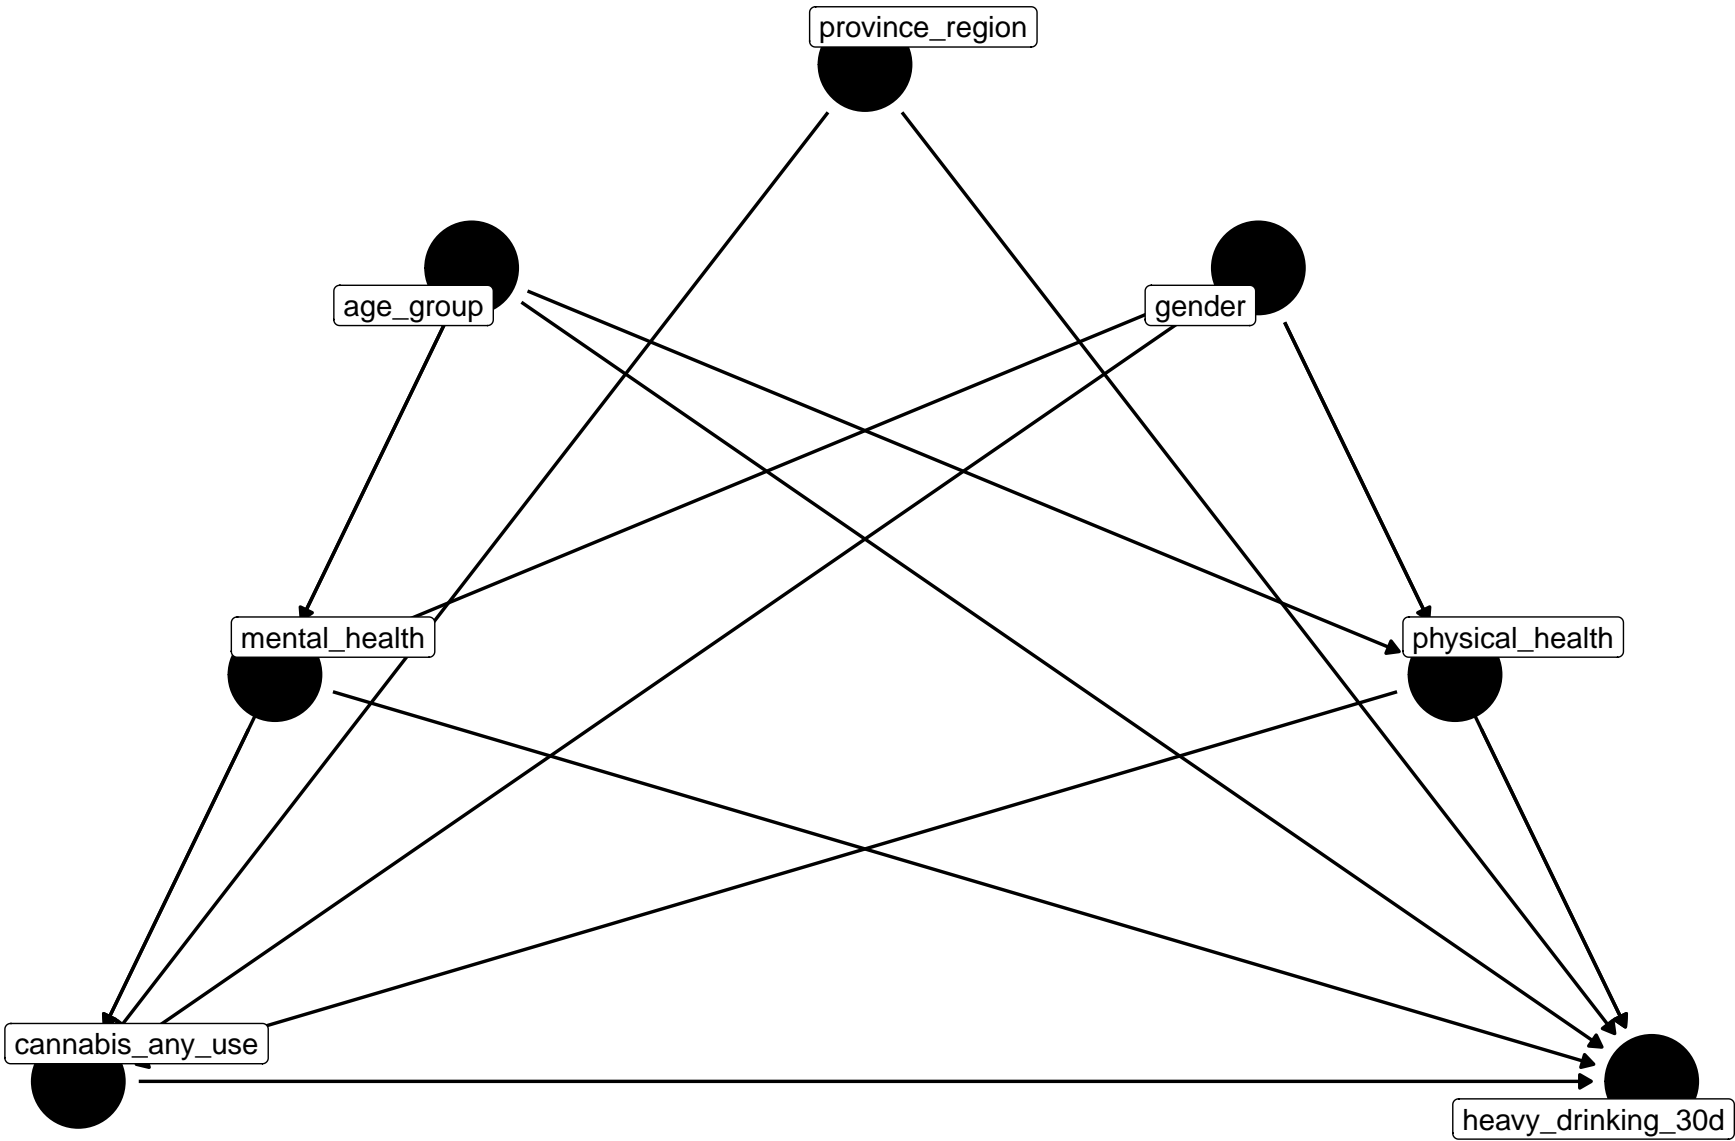 province_region
age_group
gender
mental_health
physical_health
cannabis_any_use
heavy_drinking_30d